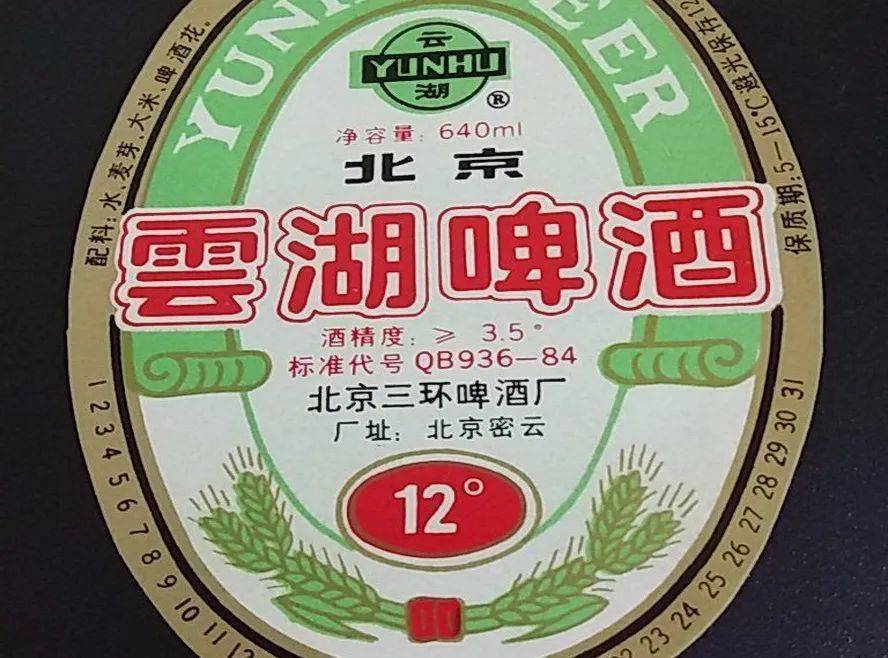 YUNHU BEER
云
YUNHU
湖
®
净容量: 640ml
北京
雲湖啤酒
酒精度: ≥ 3.5°
标准代号 QB936-84
北京三环啤酒厂
厂址: 北京密云
12°
配料:水、麦芽、大米、啤酒花。
保质期:5—15℃避光保存12
1 2 3 4 5 6 7 8 9 10 11 12
22 23 24 25 26 27 28 29 30 31